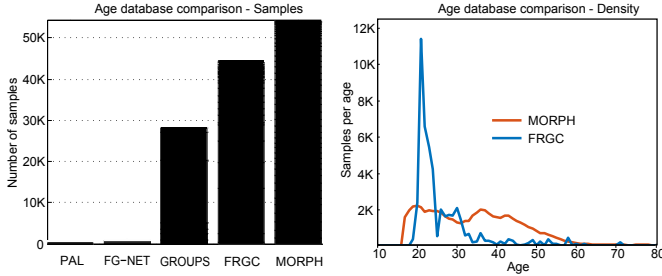 Age database comparison - Samples
Number of samples
50K
40K
30K
20K
10K
0
PAL FG-NET GROUPS FRGC MORPH
Age database comparison - Density
Samples per age
12K
10K
8K
6K
4K
2K
MORPH
FRGC
10 20 30 40 50 60 70 80
Age